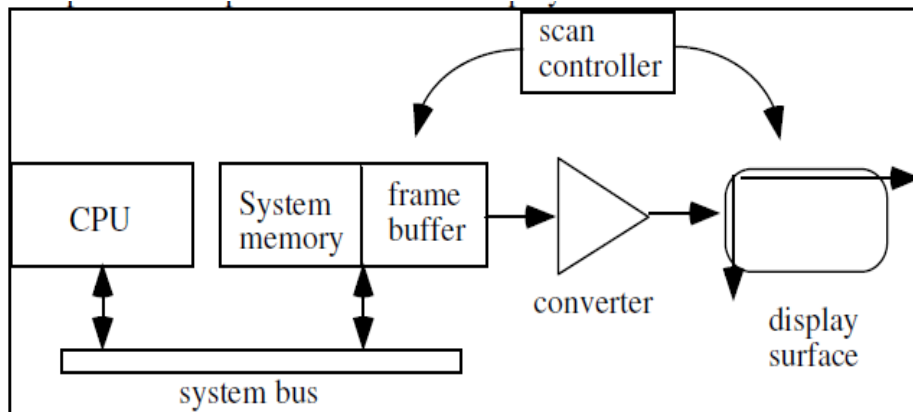 scan
controller
CPU
System
memory
frame
buffer
converter
display
surface
system bus